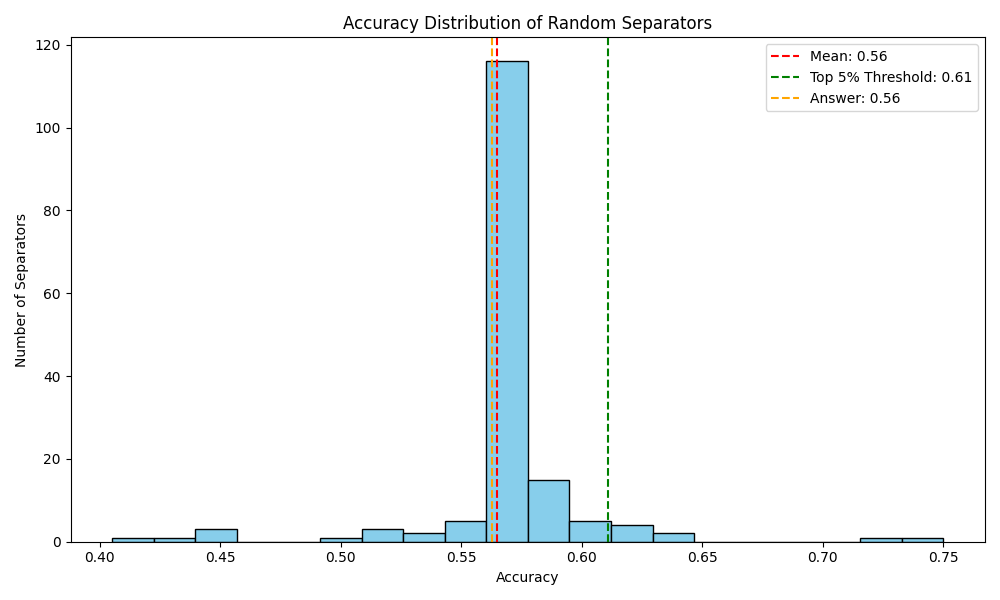 Accuracy Distribution of Random Separators
Mean: 0.56
Top 5% Threshold: 0.61
Answer: 0.56
Number of Separators
120
100
80
60
40
20
0
0.40 0.45 0.50 0.55 0.60 0.65 0.70 0.75
Accuracy